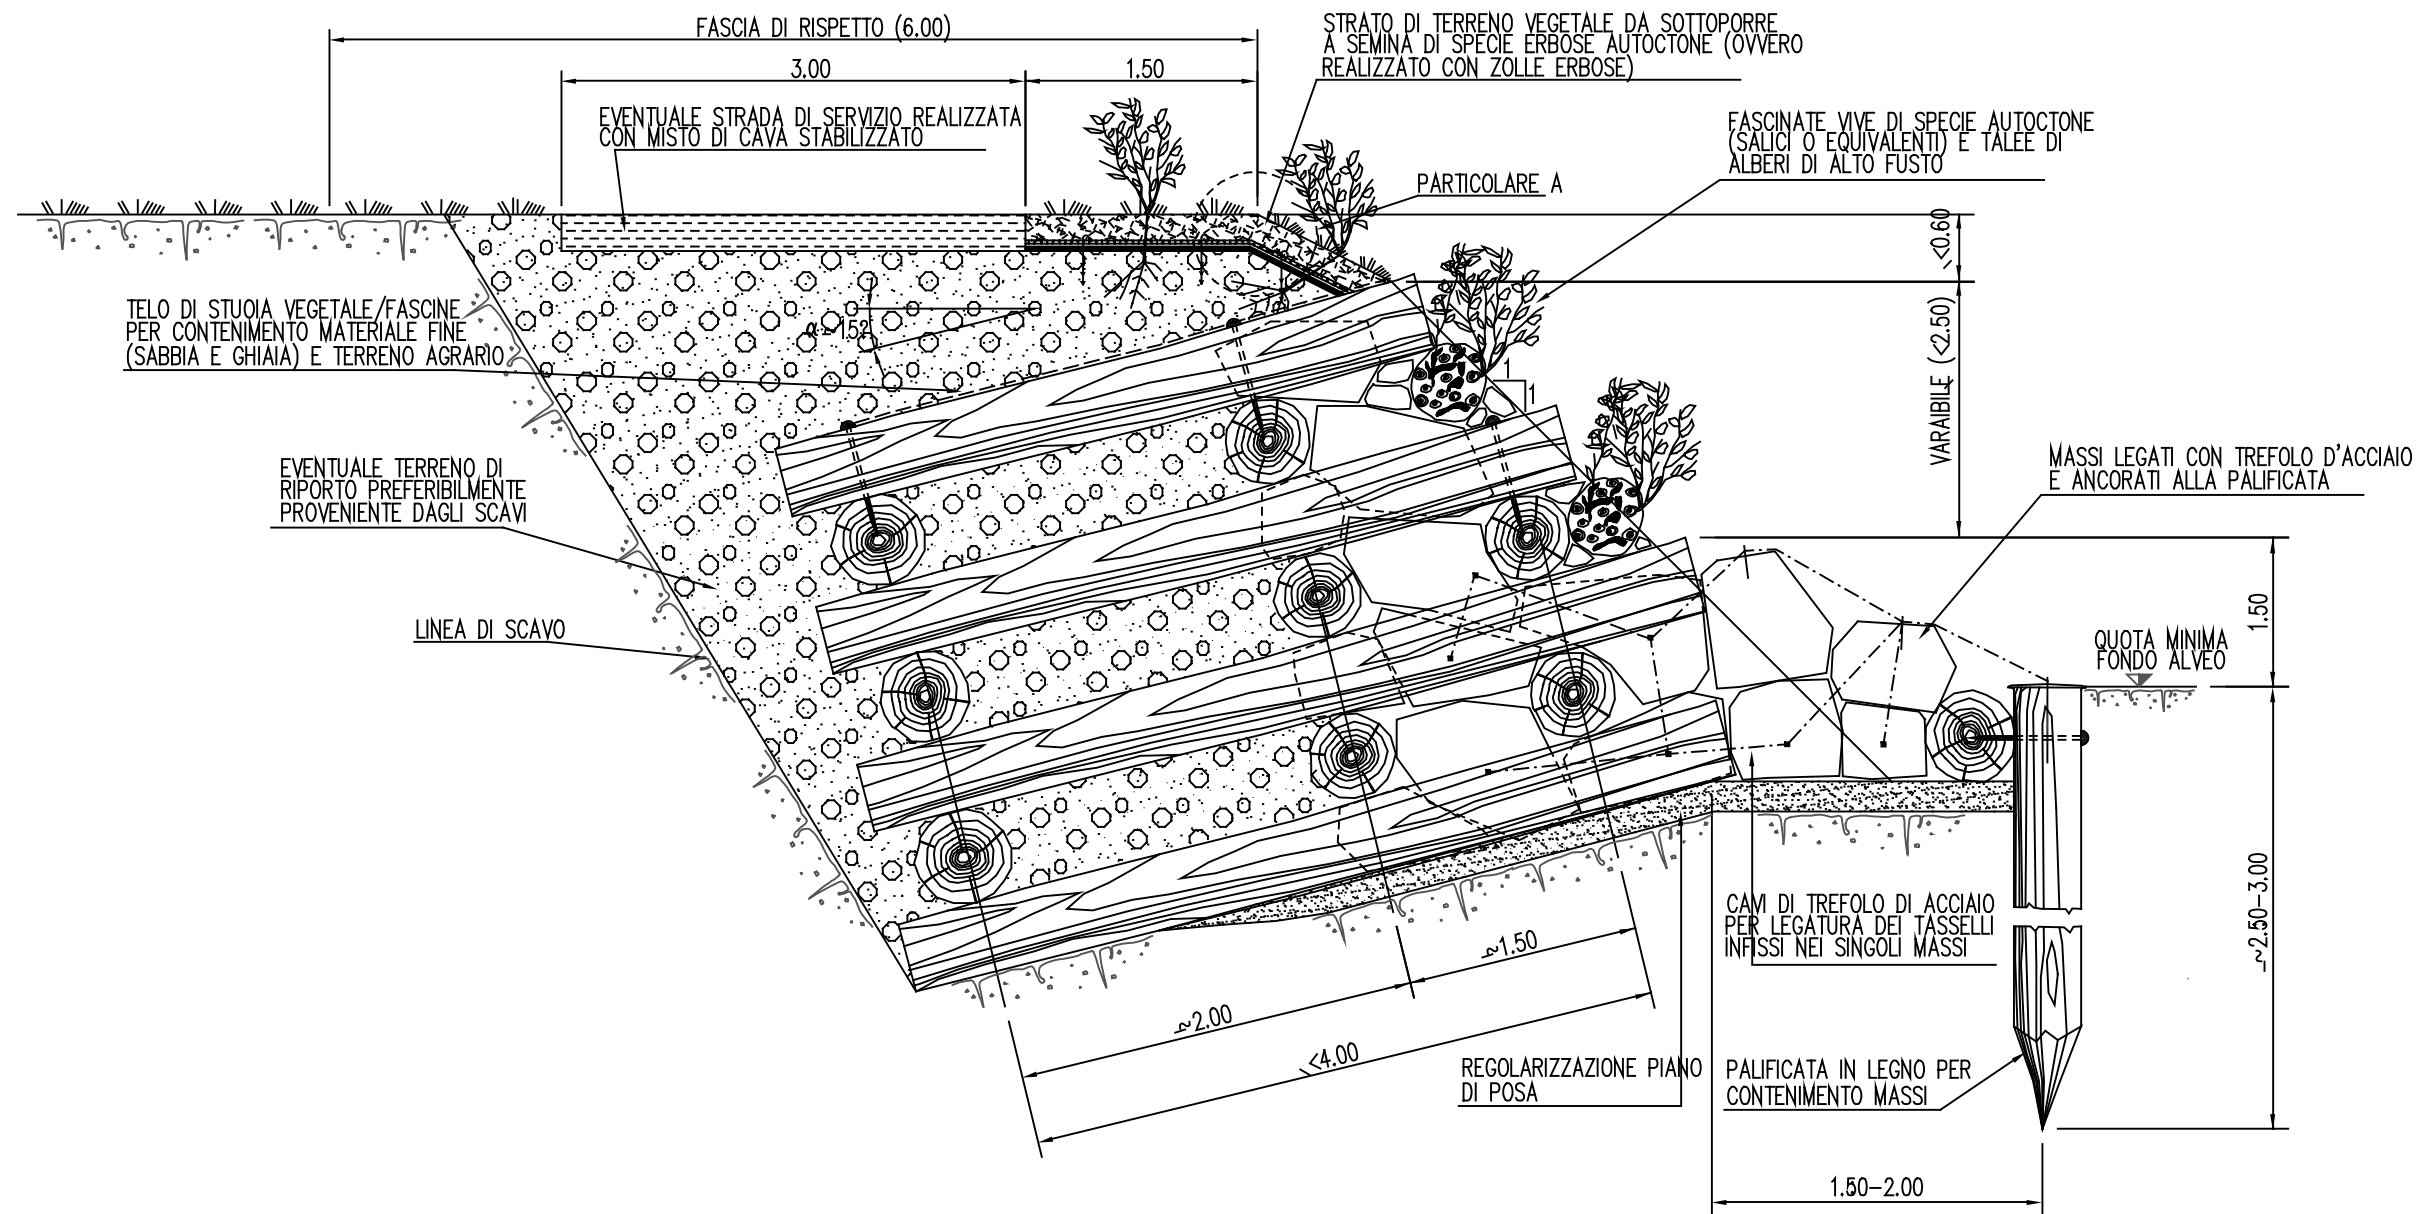 FASCIA DI RISPETTO (6.00)
3.00
1.50
STRATO DI TERRENO VEGETALE DA SOTTOPORRE
A SEMINA DI SPECIE ERBOSE AUTOCTONE (OVVERO
REALIZZATO CON ZOLLE ERBOSE)
EVENTUALE STRADA DI SERVIZIO REALIZZATA
CON MISTO DI CAVA STABILIZZATO
FASCINATE VIVE DI SPECIE AUTOCTONE
(SALICI O EQUIVALENTI) E TALEE DI
ALBERI DI ALTO FUSTO
PARTICOLARE A
<0.60
VARAIBILE (<2.50)
TELO DI STUOIA VEGETALE/FASCINE
PER CONTENIMENTO MATERIALE FINE
(SABBIA E GHIAIA) E TERRENO AGRARIO
1
1
MASSI LEGATI CON TREFOLO D'ACCIAIO
E ANCORATI ALLA PALIFICATA
EVENTUALE TERRENO DI
RIPORTO PREFERIBILMENTE
PROVENIENTE DAGLI SCAVI
LINEA DI SCAVO
1.50
QUOTA MINIMA
FONDO ALVEO
CAVI DI TREFOLO DI ACCIAIO
PER LEGATURA DEI TASSELLI
INFISSI NEI SINGOLI MASSI
~2.50-3.00
~1.50
~2.00
<4.00
REGOLARIZZAZIONE PIANO
DI POSA
PALIFICATA IN LEGNO PER
CONTENIMENTO MASSI
1.50-2.00